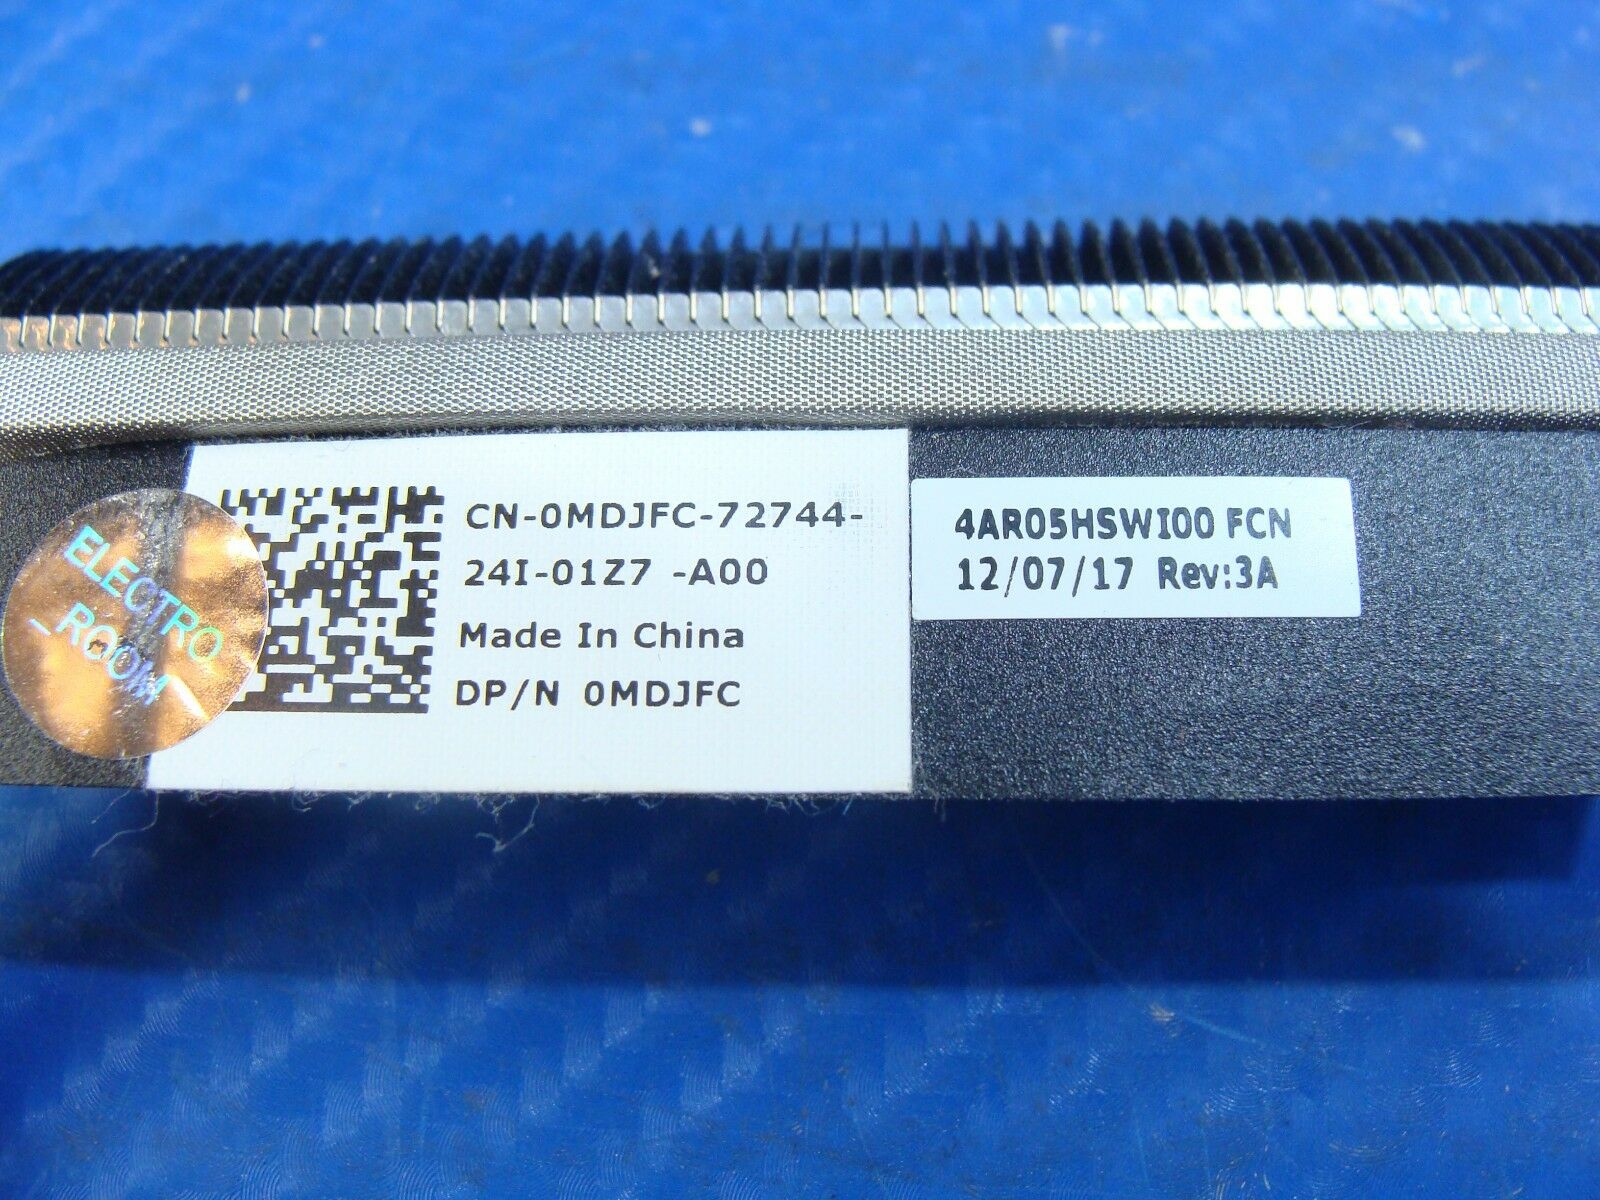 ELECTRO
_ROOM
CN-0MDJFC-72744-
24I-01Z7 -A00
Made In China
DP/N 0MDJFC
4AR05HSWI00 FCN
12/07/17 Rev:3A